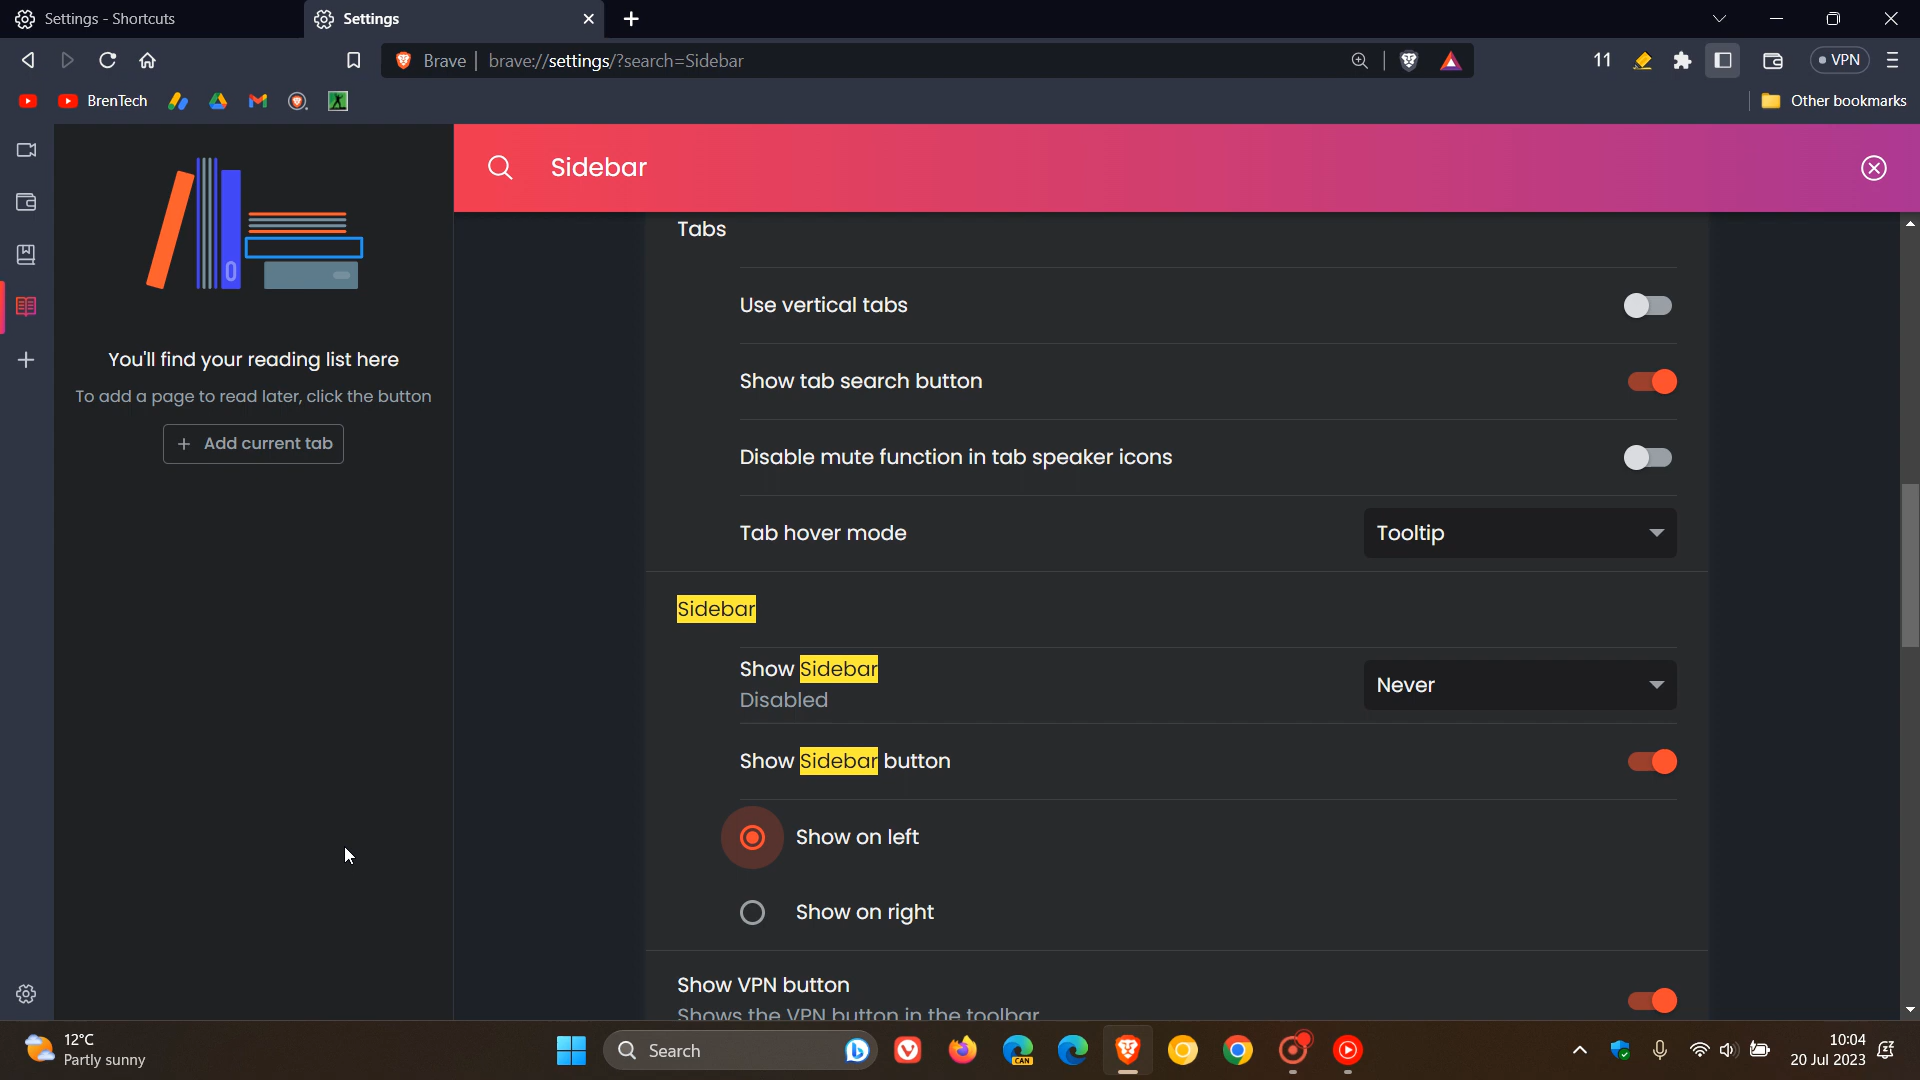 Settings - Shortcuts
Settings
Brave
brave://settings/?search=Sidebar
11
VPN
BrenTech
Other bookmarks
Sidebar
You'll find your reading list here
To add a page to read later, click the button
+ Add current tab
Tabs
Use vertical tabs
Show tab search button
Disable mute function in tab speaker icons
Tab hover mode
Tooltip
Sidebar
Show Sidebar
Disabled
Never
Show Sidebar button
Show on left
Show on right
Show VPN button
Shows the VPN button in the toolbar
12°C
Partly sunny
Search
CAN
10:04
20 Jul 2023